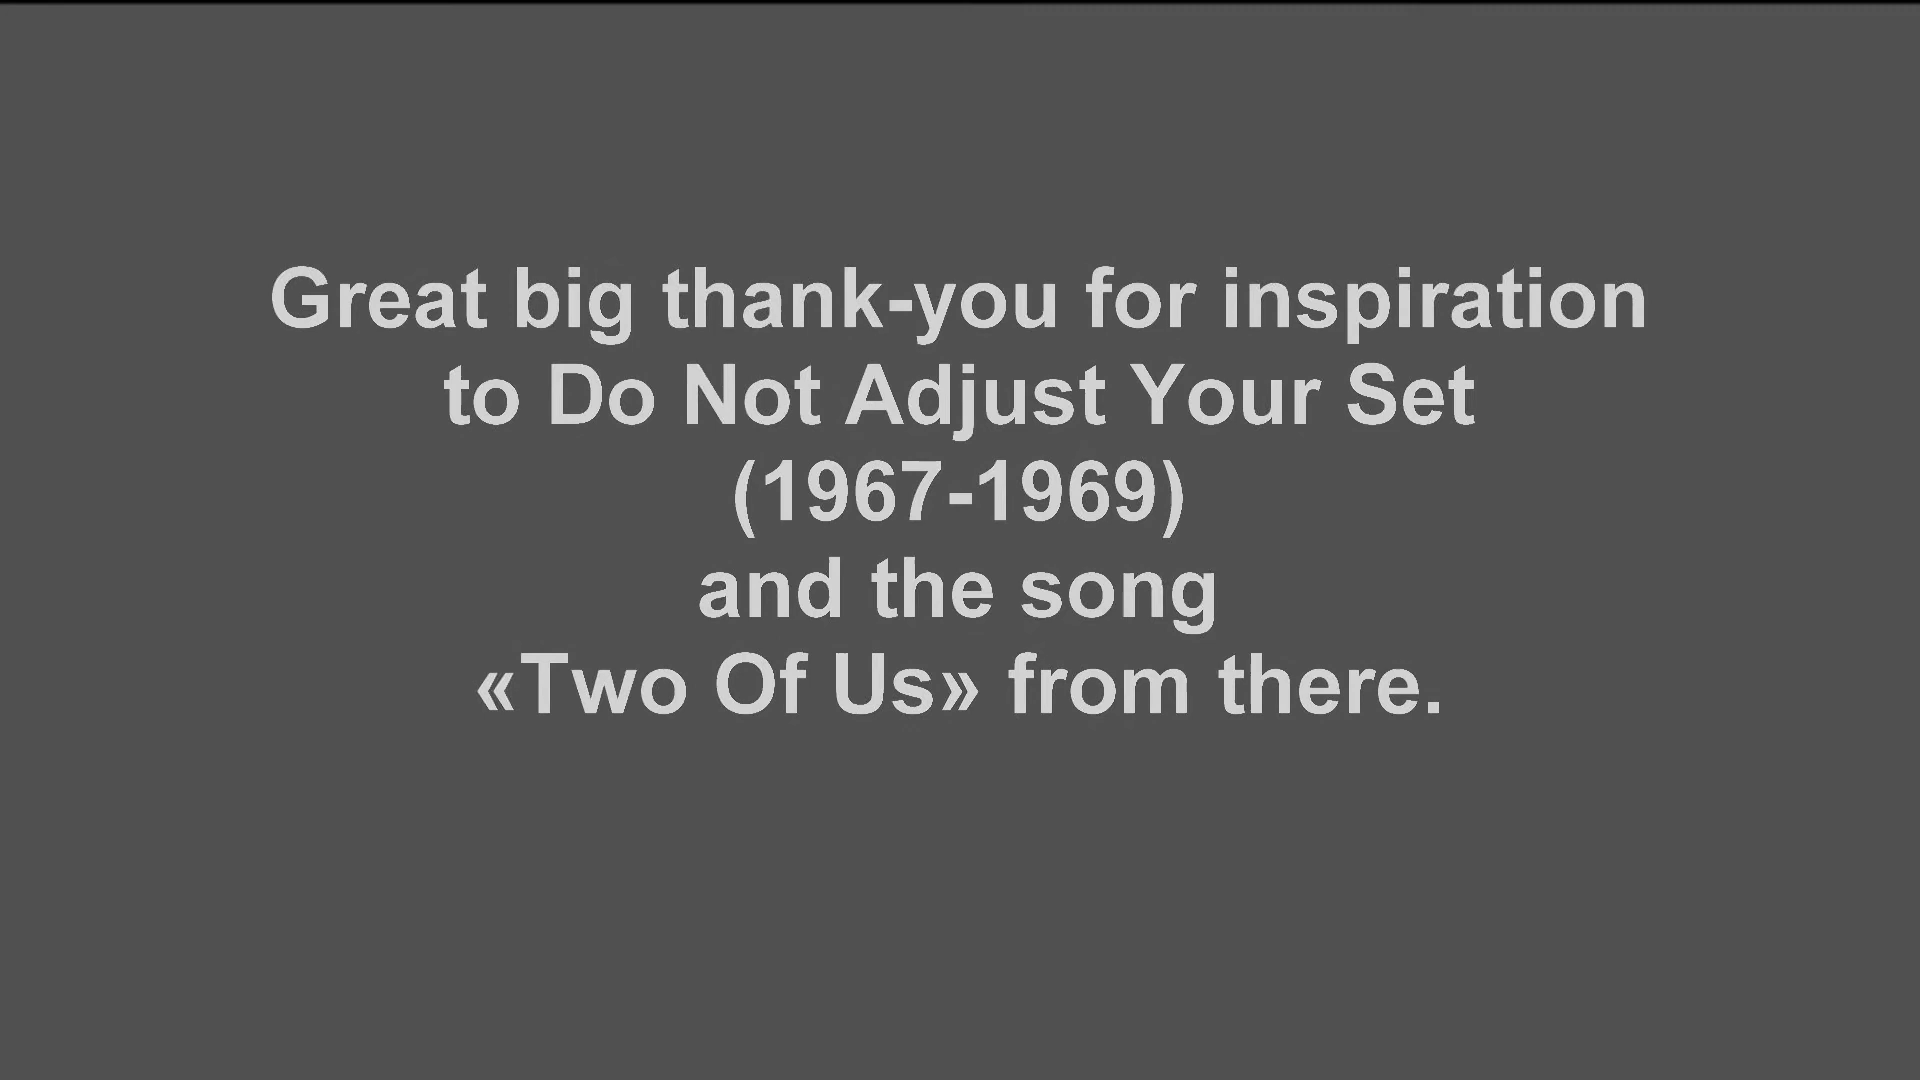 Great big thank-you for inspiration
to Do Not Adjust Your Set
(1967-1969)
and the song
«Two Of Us» from there.